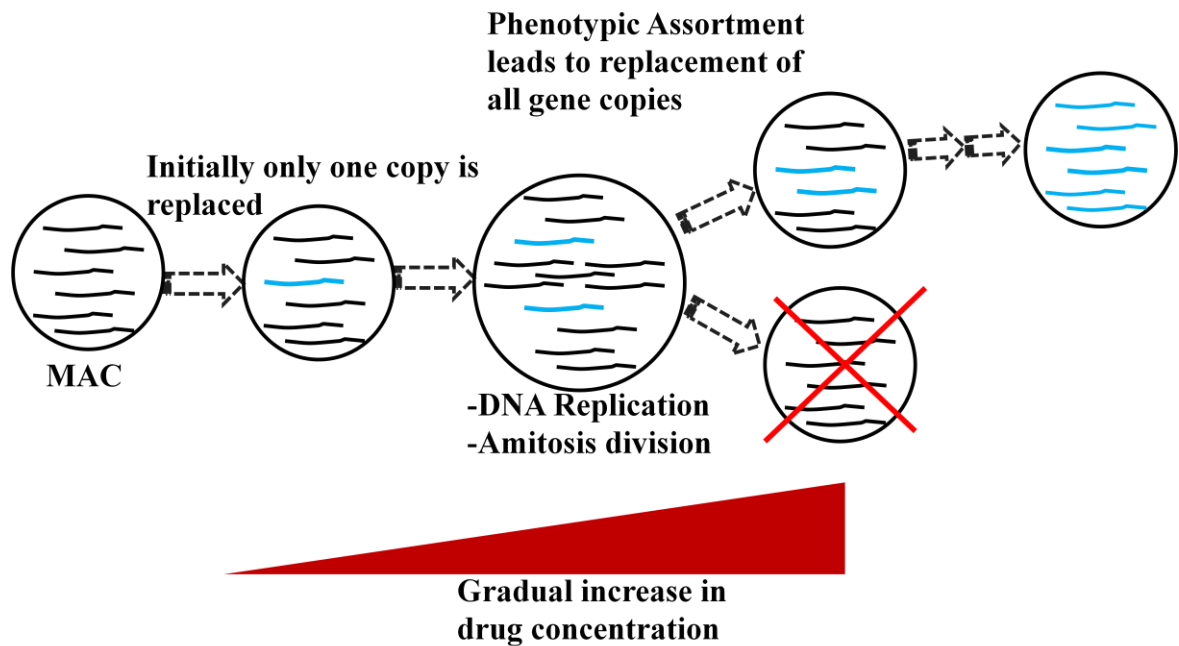 Phenotypic Assortment
leads to replacement of
all gene copies
Initially only one copy is
replaced
MAC
-DNA Replication
-Amitosis division
Gradual increase in
drug concentration